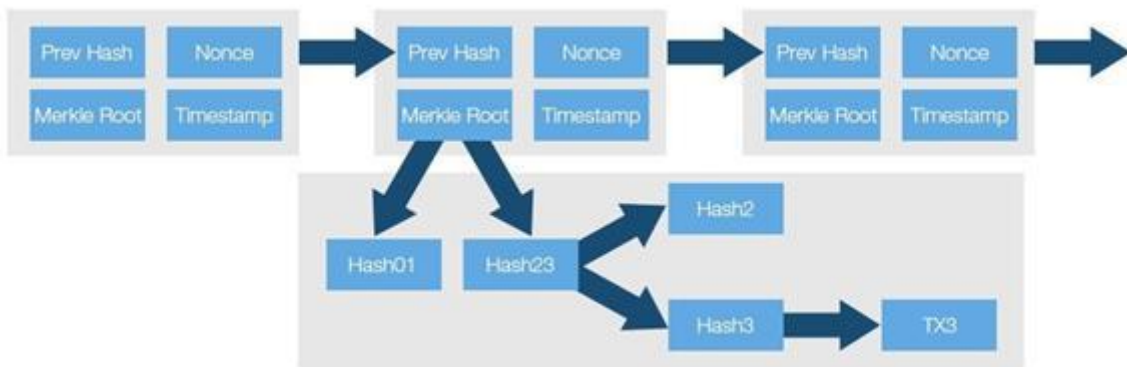 Prev Hash Nonce Prev Hash Nonce Prev Hash Nonce
Merkle Root Timestamp Merkle Root Timestamp Merkle Root Timestamp
Hash2
Hash01 Hash23
Hash3 TX3